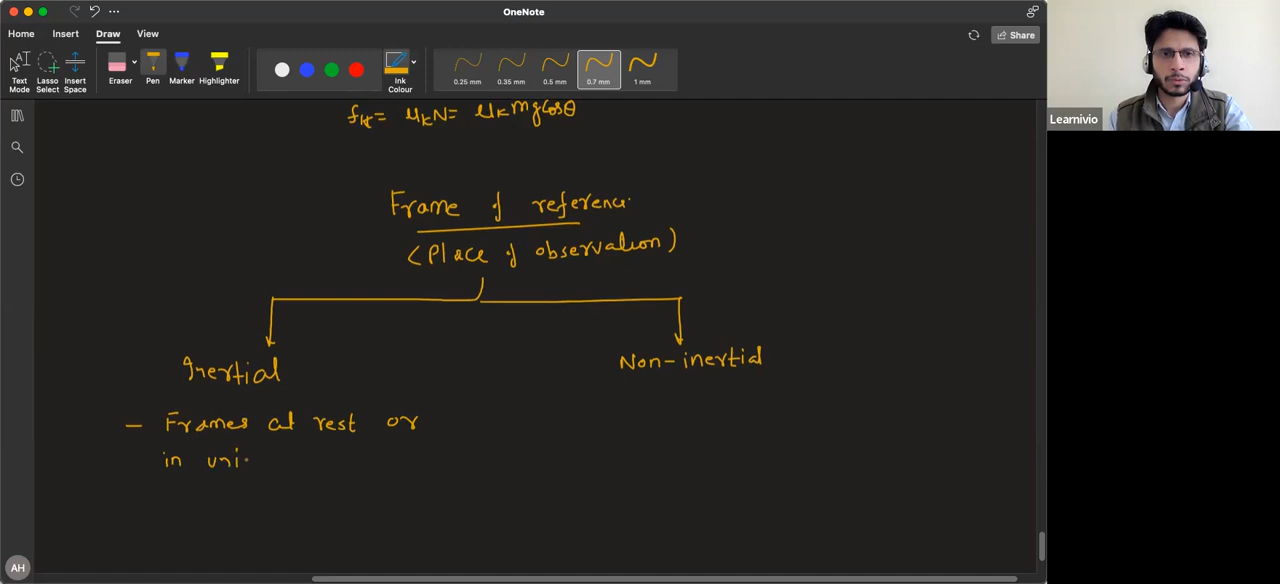 OneNote
Home Insert Draw View
Share
Text Mode
Lasso Select
Insert Space
Eraser
Pen
Marker
Highlighter
Ink Colour
0.25 mm
0.35 mm
0.5 mm
0.7 mm
1 mm
Learnivio
= μₖN = μₖmgcosθ
Frame of reference
(Place of observation)
Inertial
Non-inertial
- Frames at rest or
in uni
AH